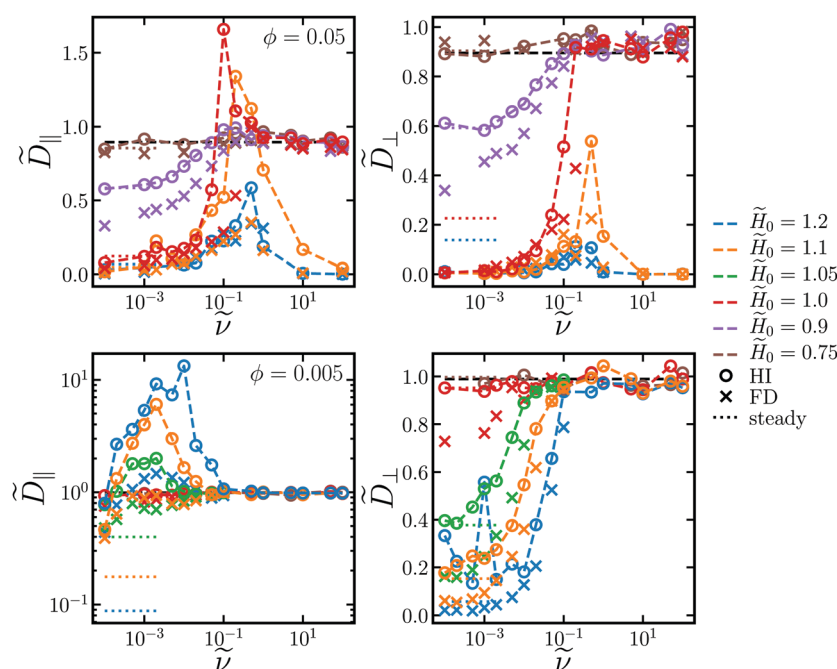 ϕ = 0.05
1.5
1.0
0.5
0.0
D̃∥
10⁻³ 10⁻¹ 10¹
ν̃
1.0
0.8
0.6
0.4
0.2
0.0
D̃⊥
10⁻³ 10⁻¹ 10¹
ν̃
H̃₀ = 1.2
H̃₀ = 1.1
H̃₀ = 1.05
H̃₀ = 1.0
H̃₀ = 0.9
H̃₀ = 0.75
HI
FD
steady
ϕ = 0.005
10¹
10⁰
10⁻¹
D̃∥
10⁻³ 10⁻¹ 10¹
ν̃
1.0
0.8
0.6
0.4
0.2
0.0
D̃⊥
10⁻³ 10⁻¹ 10¹
ν̃